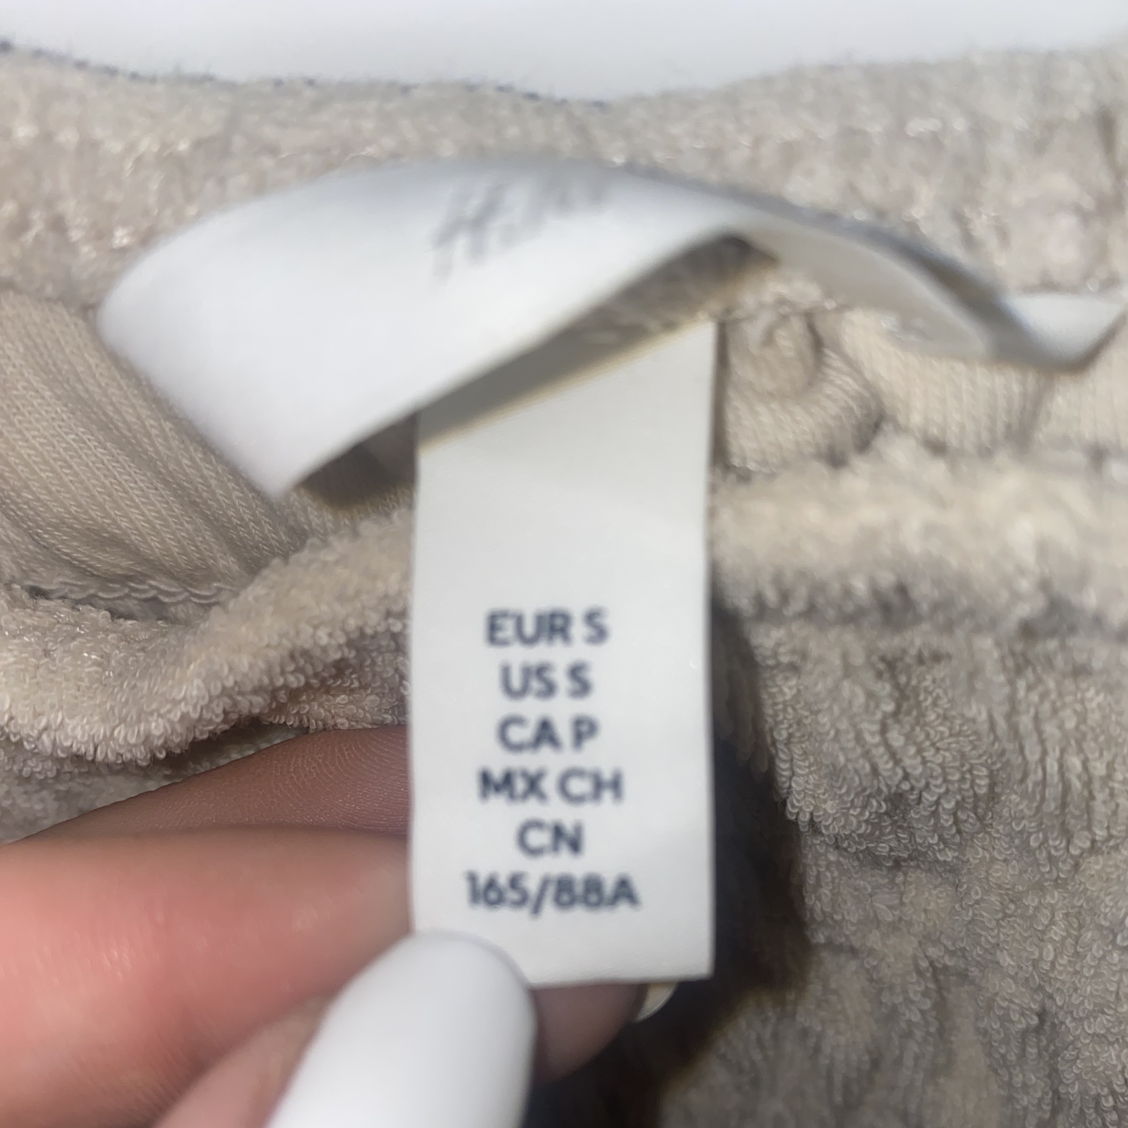 EUR S
US S
CA P
MX CH
CN
165/88A